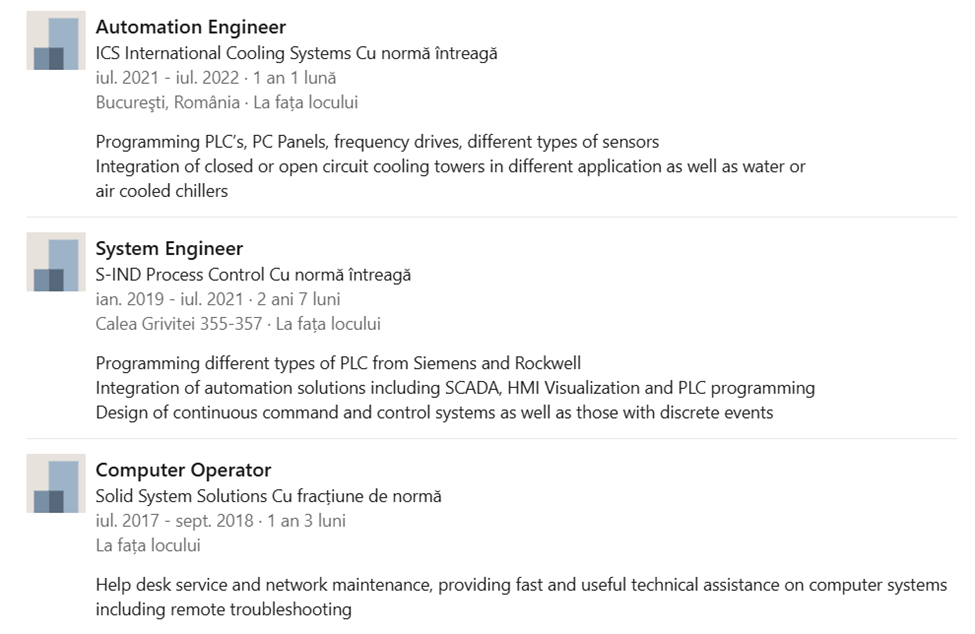 Automation Engineer
ICS International Cooling Systems Cu normă întreagă
iul. 2021 - iul. 2022 · 1 an 1 lună
Bucureşti, România · La fața locului
Programming PLC’s, PC Panels, frequency drives, different types of sensors
Integration of closed or open circuit cooling towers in different application as well as water or
air cooled chillers
System Engineer
S-IND Process Control Cu normă întreagă
ian. 2019 - iul. 2021 · 2 ani 7 luni
Calea Grivitei 355-357 · La fața locului
Programming different types of PLC from Siemens and Rockwell
Integration of automation solutions including SCADA, HMI Visualization and PLC programming
Design of continuous command and control systems as well as those with discrete events
Computer Operator
Solid System Solutions Cu fracțiune de normă
iul. 2017 - sept. 2018 · 1 an 3 luni
La fața locului
Help desk service and network maintenance, providing fast and useful technical assistance on computer systems
including remote troubleshooting